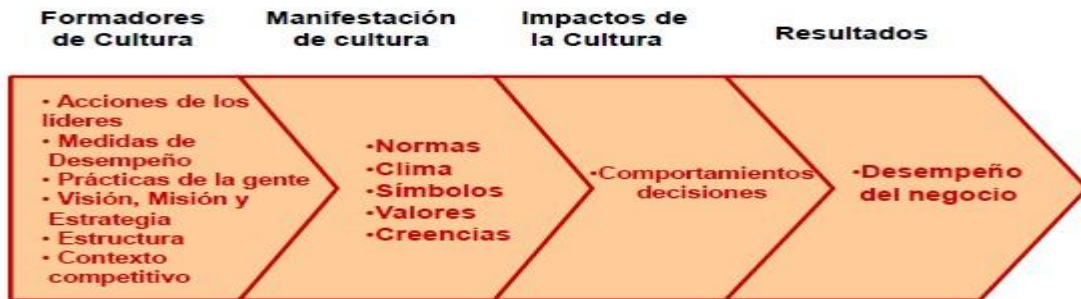 Formadores
de Cultura
Manifestación
de cultura
Impactos de
la Cultura
Resultados
• Acciones de los
líderes
• Medidas de
Desempeño
• Prácticas de la gente
• Visión, Misión y
Estrategia
• Estructura
• Contexto
competitivo
•Normas
•Clima
•Símbolos
•Valores
•Creencias
•Comportamientos
decisiones
•Desempeño
del negocio